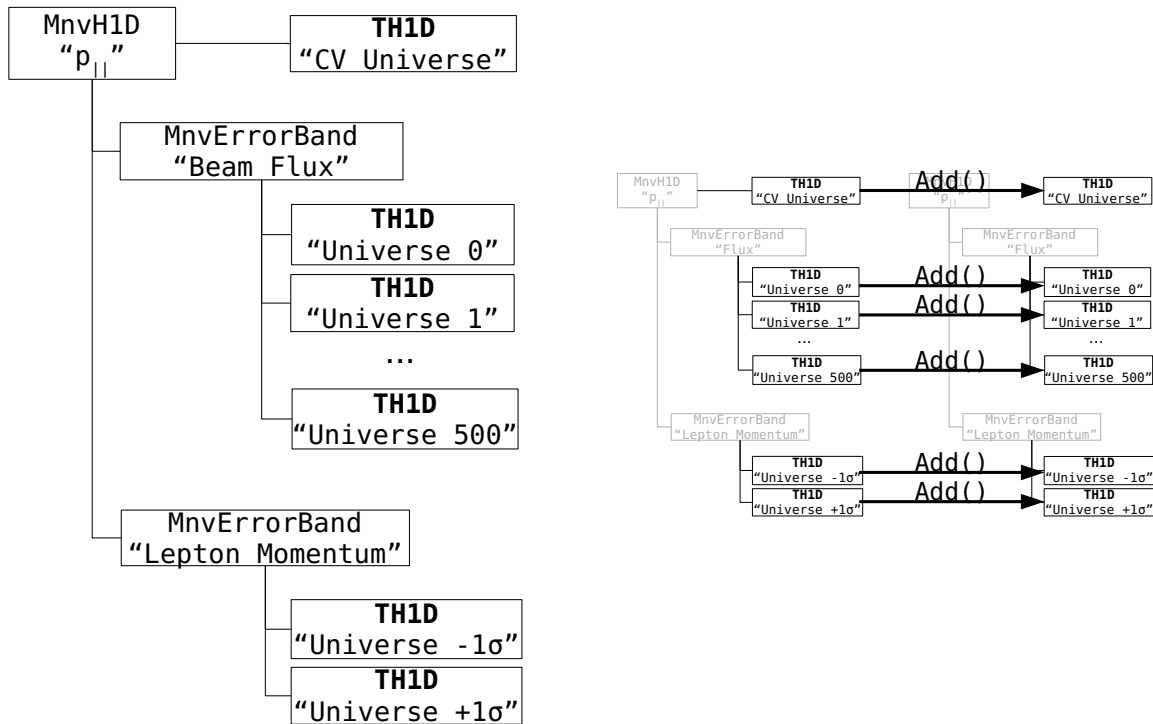 MnvH1D
“p||”
TH1D
“CV Universe”
MnvErrorBand
“Beam Flux”
TH1D
“Universe 0”
TH1D
“Universe 1”
...
TH1D
“Universe 500”
MnvErrorBand
“Lepton Momentum”
TH1D
“Universe -1σ”
TH1D
“Universe +1σ”
MnvH1D
“p||”
TH1D
“CV Universe”
Add()
MnvH1D
“p||”
TH1D
“CV Universe”
MnvErrorBand
“Flux”
MnvErrorBand
“Flux”
TH1D
“Universe 0”
Add()
TH1D
“Universe 0”
TH1D
“Universe 1”
Add()
TH1D
“Universe 1”
...
...
TH1D
“Universe 500”
Add()
TH1D
“Universe 500”
MnvErrorBand
“Lepton Momentum”
MnvErrorBand
“Lepton Momentum”
TH1D
“Universe -1σ”
Add()
TH1D
“Universe -1σ”
TH1D
“Universe +1σ”
Add()
TH1D
“Universe +1σ”